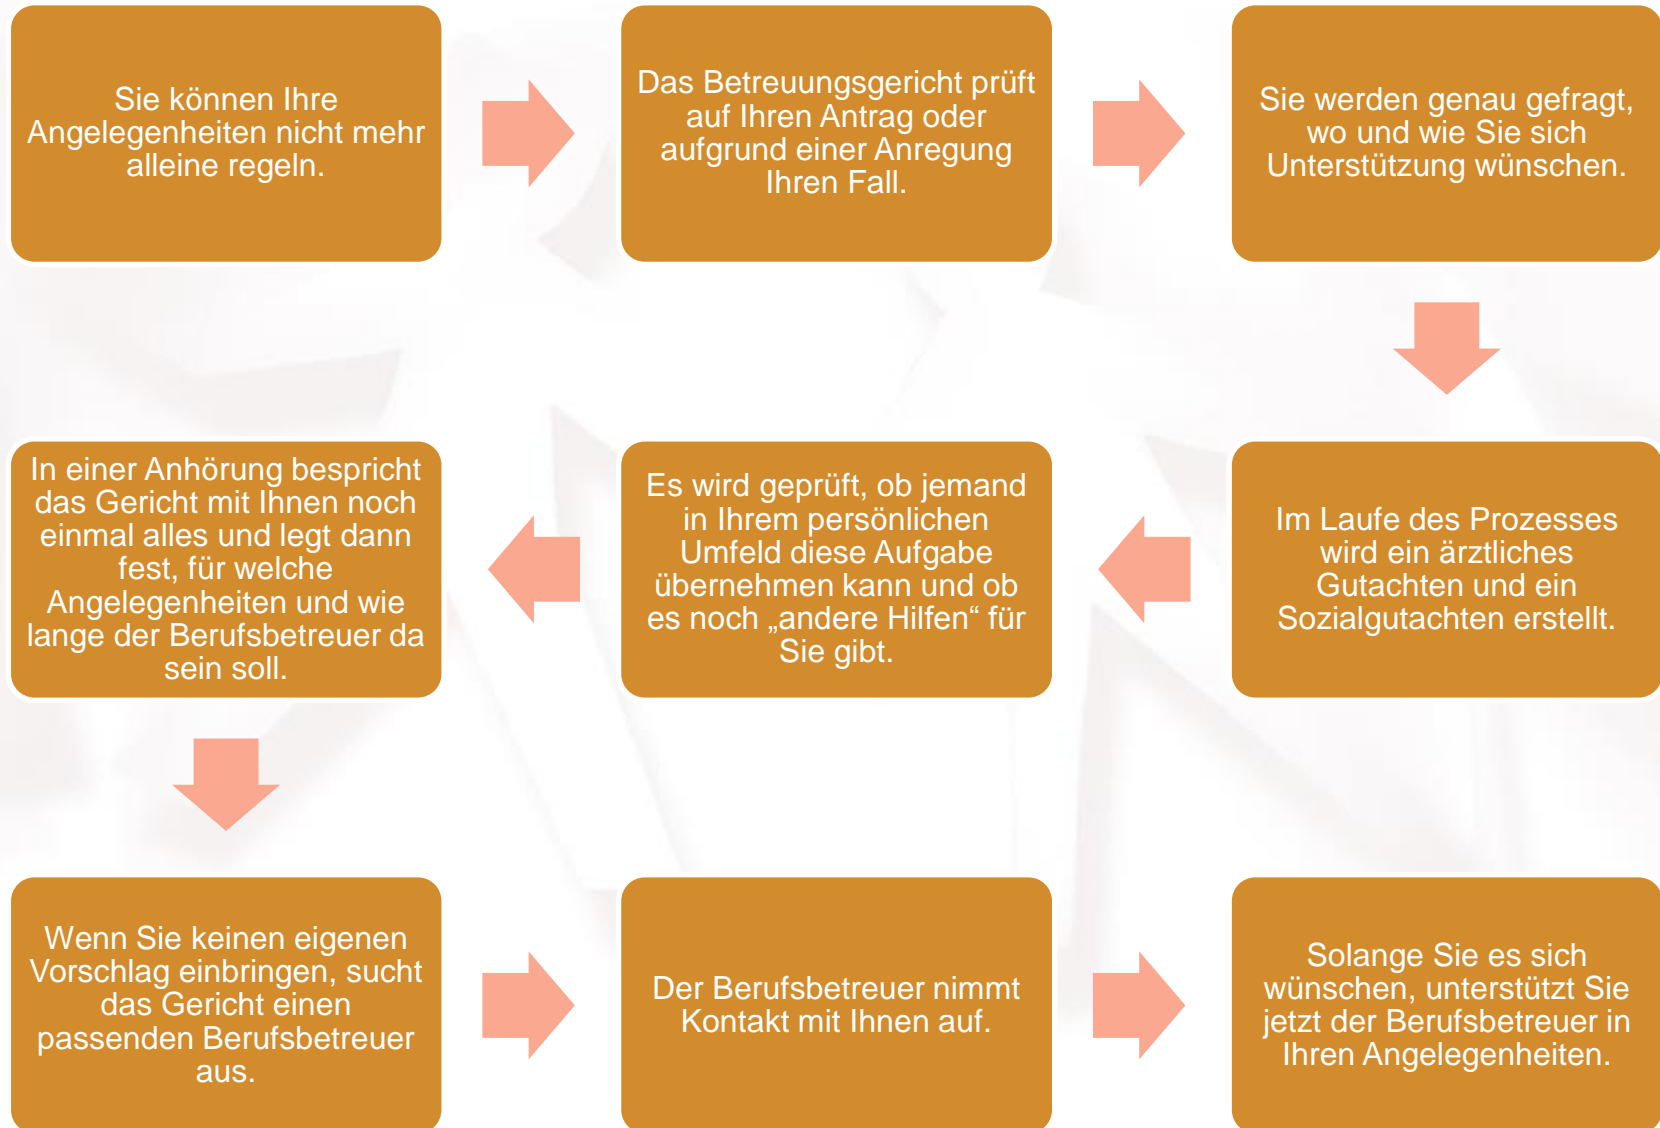 Sie können Ihre
Angelegenheiten nicht mehr
alleine regeln.
Das Betreuungsgericht prüft
auf Ihren Antrag oder
aufgrund einer Anregung
Ihren Fall.
Sie werden genau gefragt,
wo und wie Sie sich
Unterstützung wünschen.
Im Laufe des Prozesses
wird ein ärztliches
Gutachten und ein
Sozialgutachten erstellt.
Es wird geprüft, ob jemand
in Ihrem persönlichen
Umfeld diese Aufgabe
übernehmen kann und ob
es noch „andere Hilfen“ für
Sie gibt.
In einer Anhörung bespricht
das Gericht mit Ihnen noch
einmal alles und legt dann
fest, für welche
Angelegenheiten und wie
lange der Berufsbetreuer da
sein soll.
Wenn Sie keinen eigenen
Vorschlag einbringen, sucht
das Gericht einen
passenden Berufsbetreuer
aus.
Der Berufsbetreuer nimmt
Kontakt mit Ihnen auf.
Solange Sie es sich
wünschen, unterstützt Sie
jetzt der Berufsbetreuer in
Ihren Angelegenheiten.